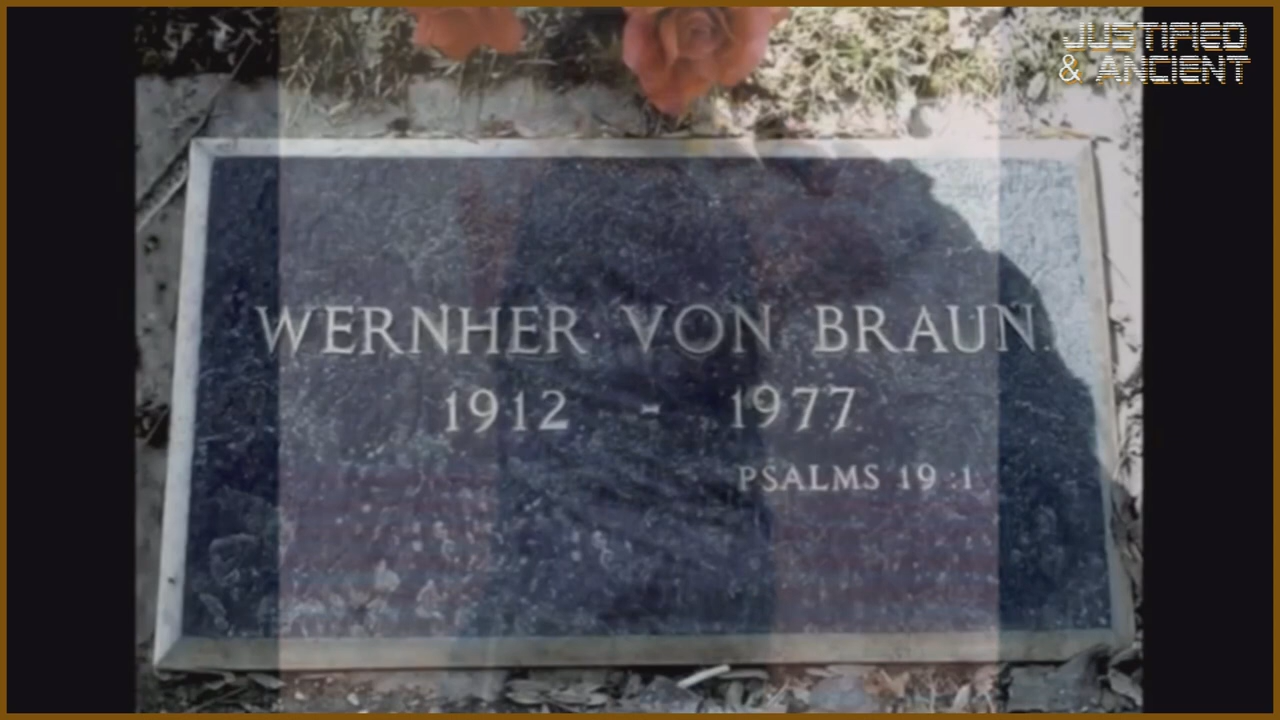 JUSTIFIED
& ANCIENT
WERNHER VON BRAUN
1912 - 1977
PSALMS 19:1